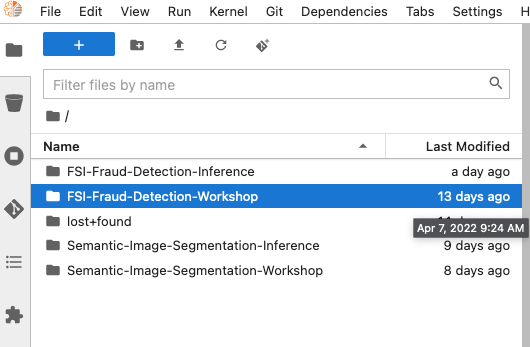 File Edit View Run Kernel Git Dependencies Tabs Settings
Filter files by name
/
Name Last Modified
FSI-Fraud-Detection-Inference a day ago
FSI-Fraud-Detection-Workshop 13 days ago
lost+found
Apr 7, 2022 9:24 AM
Semantic-Image-Segmentation-Inference 9 days ago
Semantic-Image-Segmentation-Workshop 8 days ago